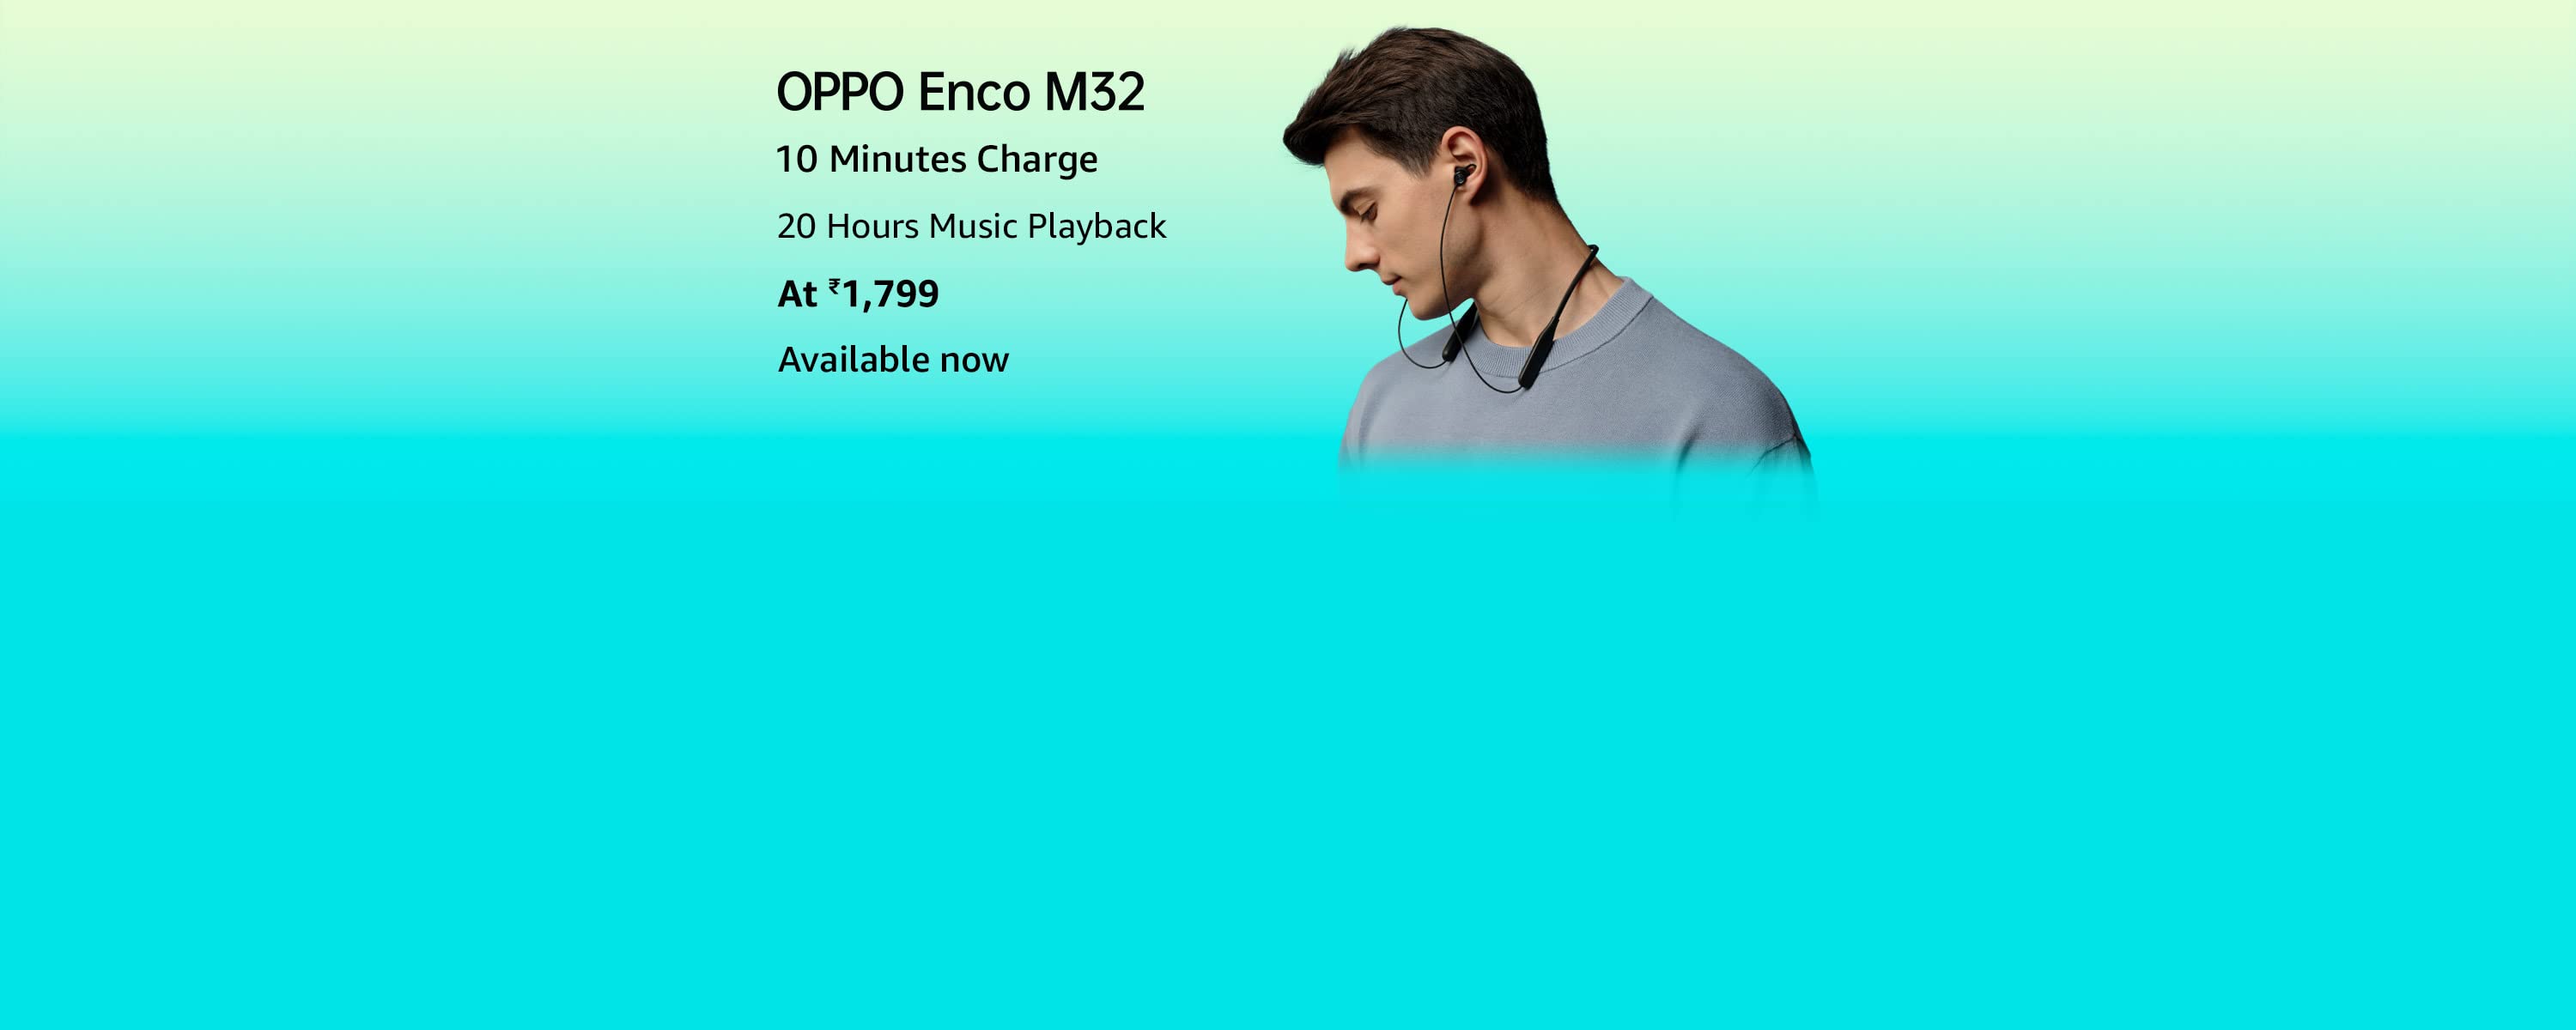 OPPO Enco M32
10 Minutes Charge
20 Hours Music Playback
At ₹1,799
Available now